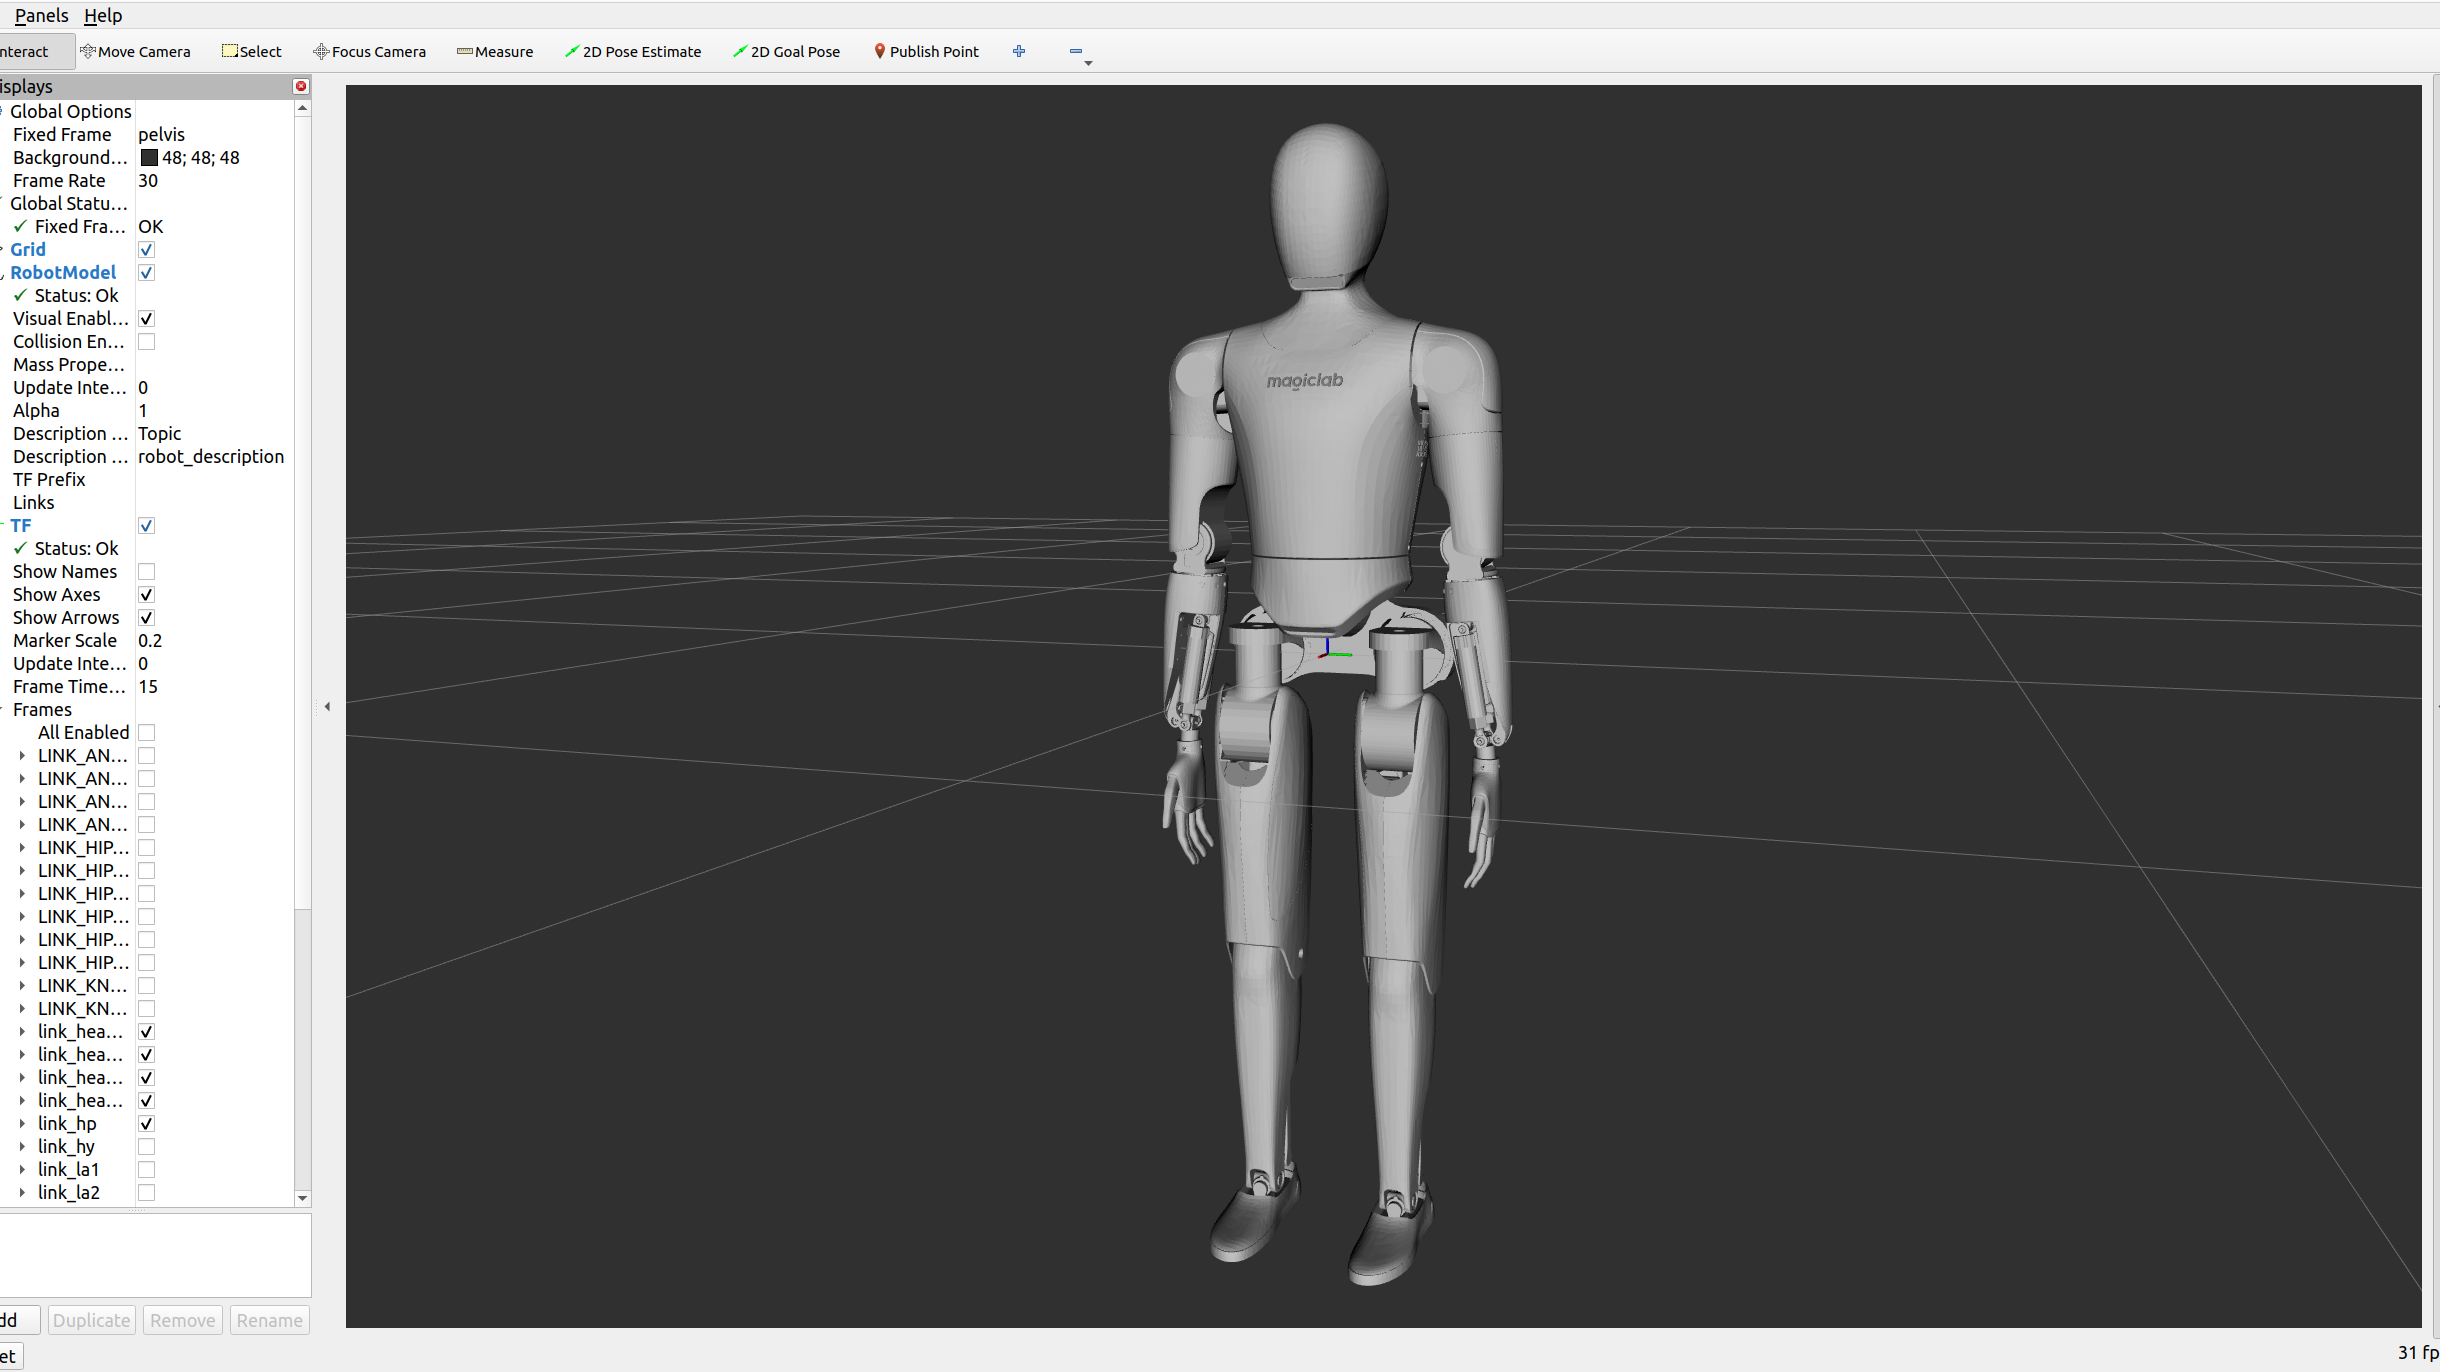 Panels Help
nteract Move Camera Select Focus Camera Measure 2D Pose Estimate 2D Goal Pose Publish Point
isplays
Global Options
Fixed Frame pelvis
Background... 48; 48; 48
Frame Rate 30
Global Statu...
Fixed Fra... OK
Grid
RobotModel
Status: Ok
Visual Enabl...
Collision En...
Mass Prope...
Update Inte... 0
Alpha 1
Description ... Topic
Description ... robot_description
TF Prefix
Links
TF
Status: Ok
Show Names
Show Axes
Show Arrows
Marker Scale 0.2
Update Inte... 0
Frame Time... 15
Frames
All Enabled
LINK_AN...
LINK_AN...
LINK_AN...
LINK_AN...
LINK_HIP...
LINK_HIP...
LINK_HIP...
LINK_HIP...
LINK_HIP...
LINK_HIP...
LINK_KN...
LINK_KN...
link_hea...
link_hea...
link_hea...
link_hea...
link_hp
link_hy
link_la1
link_la2
dd Duplicate Remove Rename
et
magiclab
31 fp